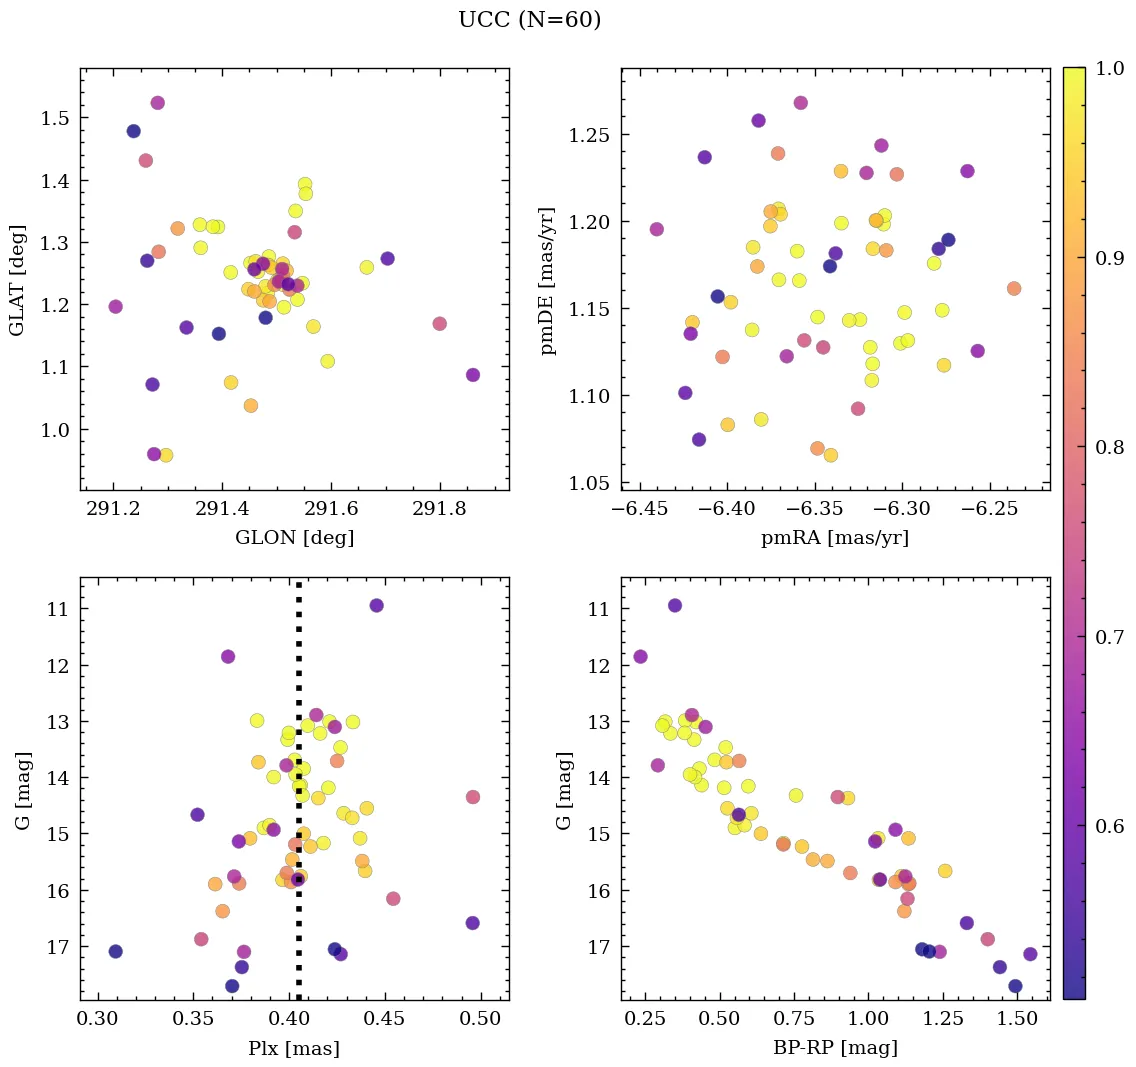 UCC (N=60)
1.5
1.4
1.3
1.2
1.1
1.0
GLAT [deg]
291.2 291.4 291.6 291.8
GLON [deg]
1.25
1.20
1.15
1.10
1.05
pmDE [mas/yr]
−6.45 −6.40 −6.35 −6.30 −6.25
pmRA [mas/yr]
11
12
13
14
15
16
17
G [mag]
0.30 0.35 0.40 0.45 0.50
Plx [mas]
11
12
13
14
15
16
17
G [mag]
0.25 0.50 0.75 1.00 1.25 1.50
BP-RP [mag]
1.0
0.9
0.8
0.7
0.6